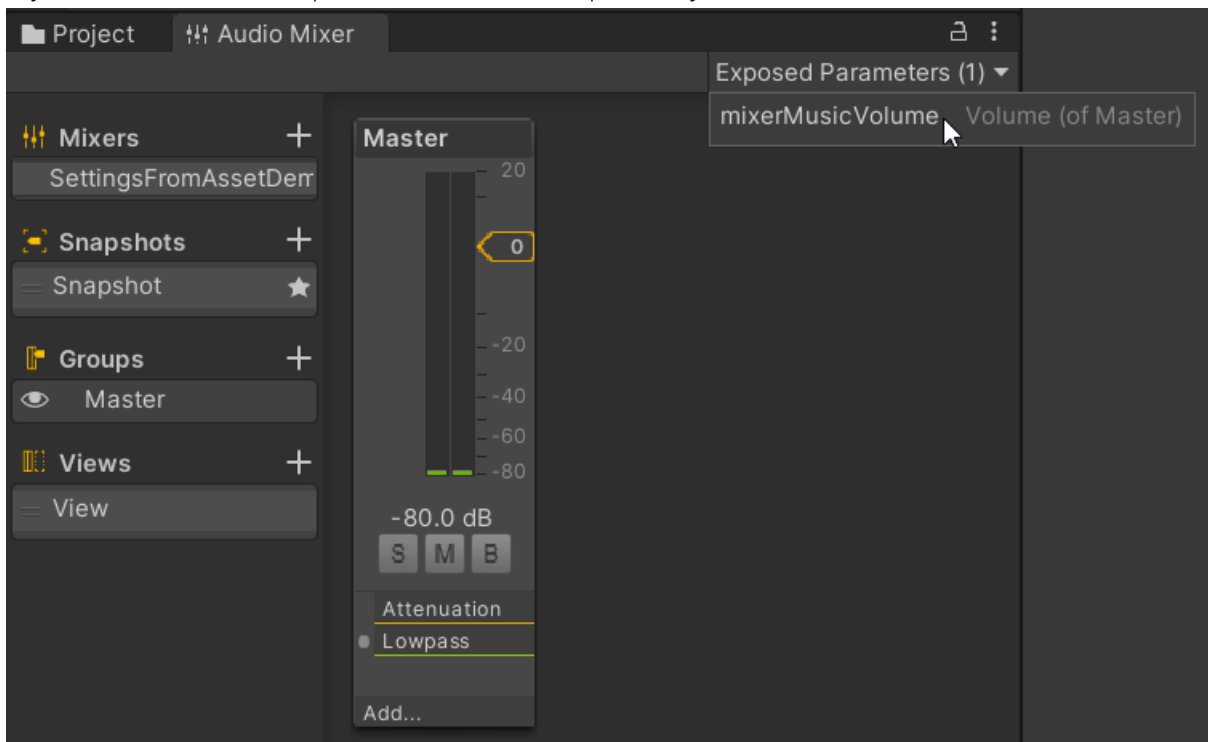 Project
Audio Mixer
Exposed Parameters (1)
mixerMusicVolume Volume (of Master)
Mixers
SettingsFromAssetDem
Snapshots
Snapshot
Groups
Master
Views
View
Master
20
0
-20
-40
-60
-80
-80.0 dB
S M B
Attenuation
Lowpass
Add...